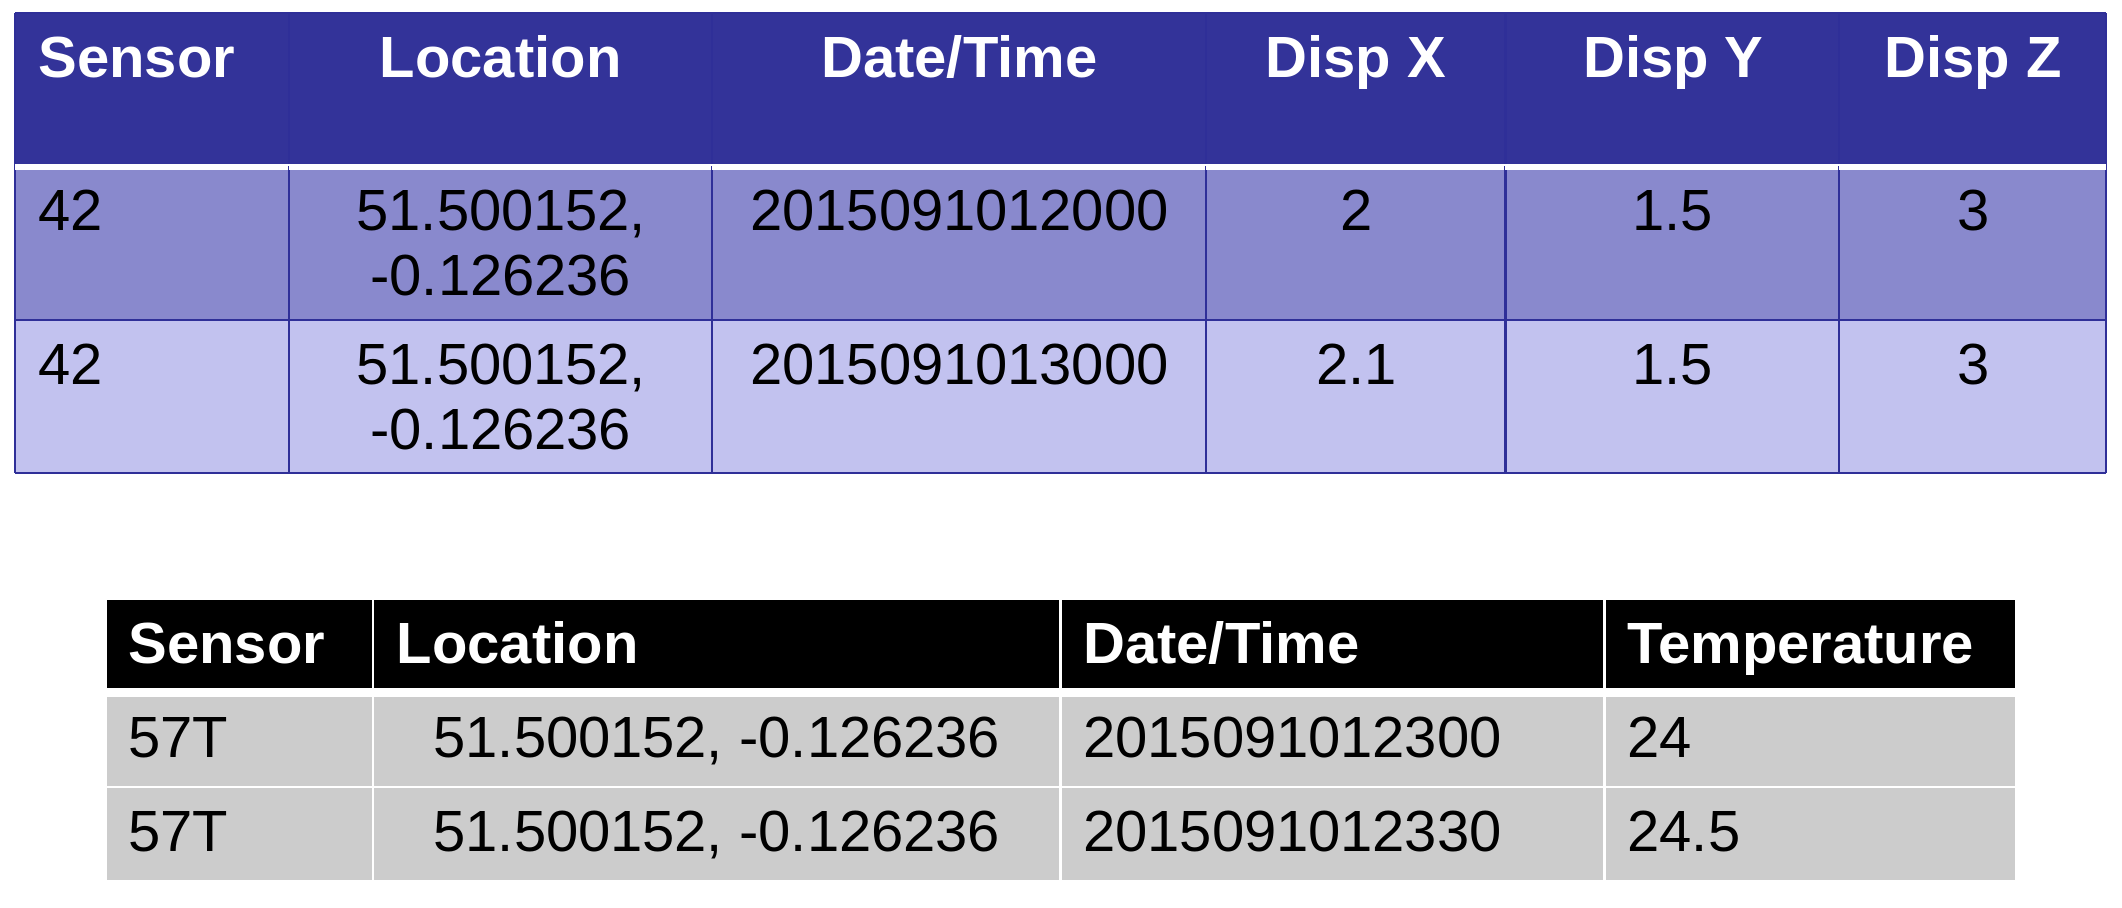 Sensor Location Date/Time Disp X Disp Y Disp Z
42 51.500152, 2015091012000 2 1.5 3
-0.126236
42 51.500152, 2015091013000 2.1 1.5 3
-0.126236
Sensor Location Date/Time Temperature
57T 51.500152, -0.126236 2015091012300 24
57T 51.500152, -0.126236 2015091012330 24.5